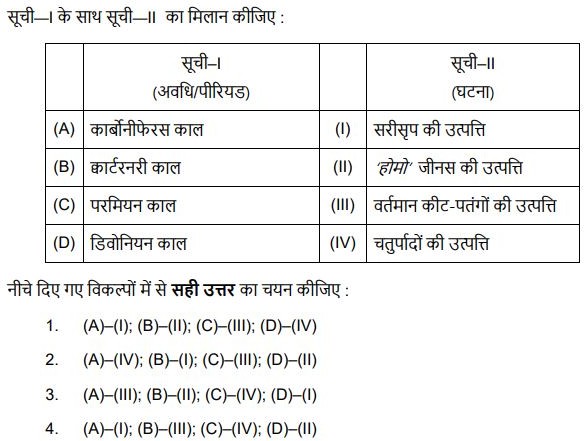 सूची–I के साथ सूची–II का मिलान कीजिए :
सूची–I
(अवधि/पीरियड)
सूची–II
(घटना)
(A) कार्बोनीफेरस काल (I) सरीसृप की उत्पत्ति
(B) क्वार्टरनरी काल (II) 'होमो' जीनस की उत्पत्ति
(C) परमियन काल (III) वर्तमान कीट-पतंगों की उत्पत्ति
(D) डिवोनियन काल (IV) चतुर्पादों की उत्पत्ति
नीचे दिए गए विकल्पों में से सही उत्तर का चयन कीजिए :
1. (A)–(I); (B)–(II); (C)–(III); (D)–(IV)
2. (A)–(IV); (B)–(I); (C)–(III); (D)–(II)
3. (A)–(III); (B)–(II); (C)–(IV); (D)–(I)
4. (A)–(I); (B)–(III); (C)–(IV); (D)–(II)